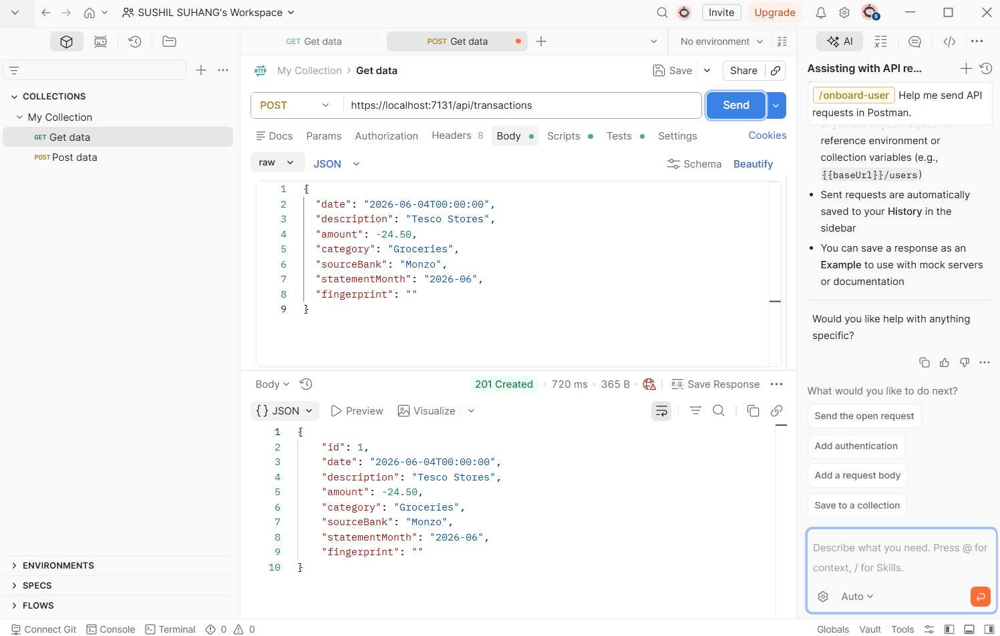 SUSHIL SUHANG's Workspace
Invite
Upgrade
GET Get data
POST Get data
No environment
AI
COLLECTIONS
My Collection
GET Get data
POST Post data
ENVIRONMENTS
SPECS
FLOWS
HTTP
My Collection > Get data
Save
Share
POST
https://localhost:7131/api/transactions
Send
Docs
Params
Authorization
Headers 8
Body
Scripts
Tests
Settings
Cookies
raw
JSON
Schema
Beautify
1 {
2 "date": "2026-06-04T00:00:00",
3 "description": "Tesco Stores",
4 "amount": -24.50,
5 "category": "Groceries",
6 "sourceBank": "Monzo",
7 "statementMonth": "2026-06",
8 "fingerprint": ""
9 }
Body
201 Created
720 ms
365 B
e.g. Save Response
{} JSON
Preview
Visualize
1 {
2 "id": 1,
3 "date": "2026-06-04T00:00:00",
4 "description": "Tesco Stores",
5 "amount": -24.50,
6 "category": "Groceries",
7 "sourceBank": "Monzo",
8 "statementMonth": "2026-06",
9 "fingerprint": ""
10 }
Assisting with API re...
/onboard-user Help me send API
requests in Postman.
anywhere in your request to
reference environment or
collection variables (e.g.,
{{baseUrl}}/users)
• Sent requests are automatically
saved to your History in the
sidebar
• You can save a response as an
Example to use with mock servers
or documentation
Would you like help with anything
specific?
What would you like to do next?
Send the open request
Add authentication
Add a request body
Save to a collection
Describe what you need. Press @ for
context, / for Skills.
Auto
Connect Git
Console
Terminal
0
0
Globals
Vault
Tools